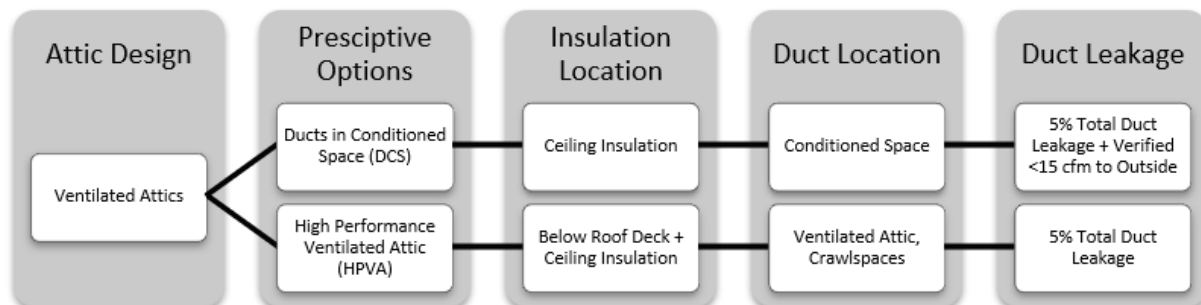 Attic Design
Presciptive
Options
Insulation
Location
Duct Location
Duct Leakage
Ventilated Attics
Ducts in Conditioned
Space (DCS)
Ceiling Insulation
Conditioned Space
5% Total Duct
Leakage + Verified
<15 cfm to Outside
High Performance
Ventilated Attic
(HPVA)
Below Roof Deck +
Ceiling Insulation
Ventilated Attic,
Crawlspaces
5% Total Duct
Leakage